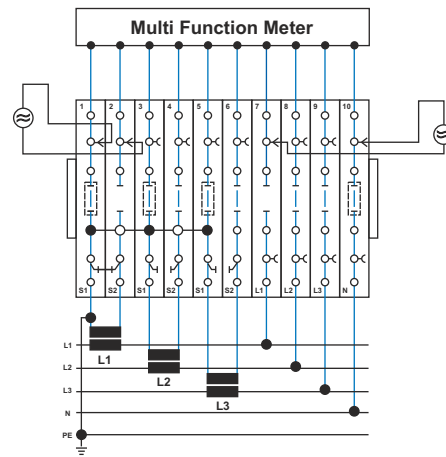 Multi Function Meter
1 2 3 4 5 6 7 8 9 10
S1 S2 S1 S2 S1 S2 L1 L2 L3 N
L1
L1
L2
L2
L3
L3
N
PE